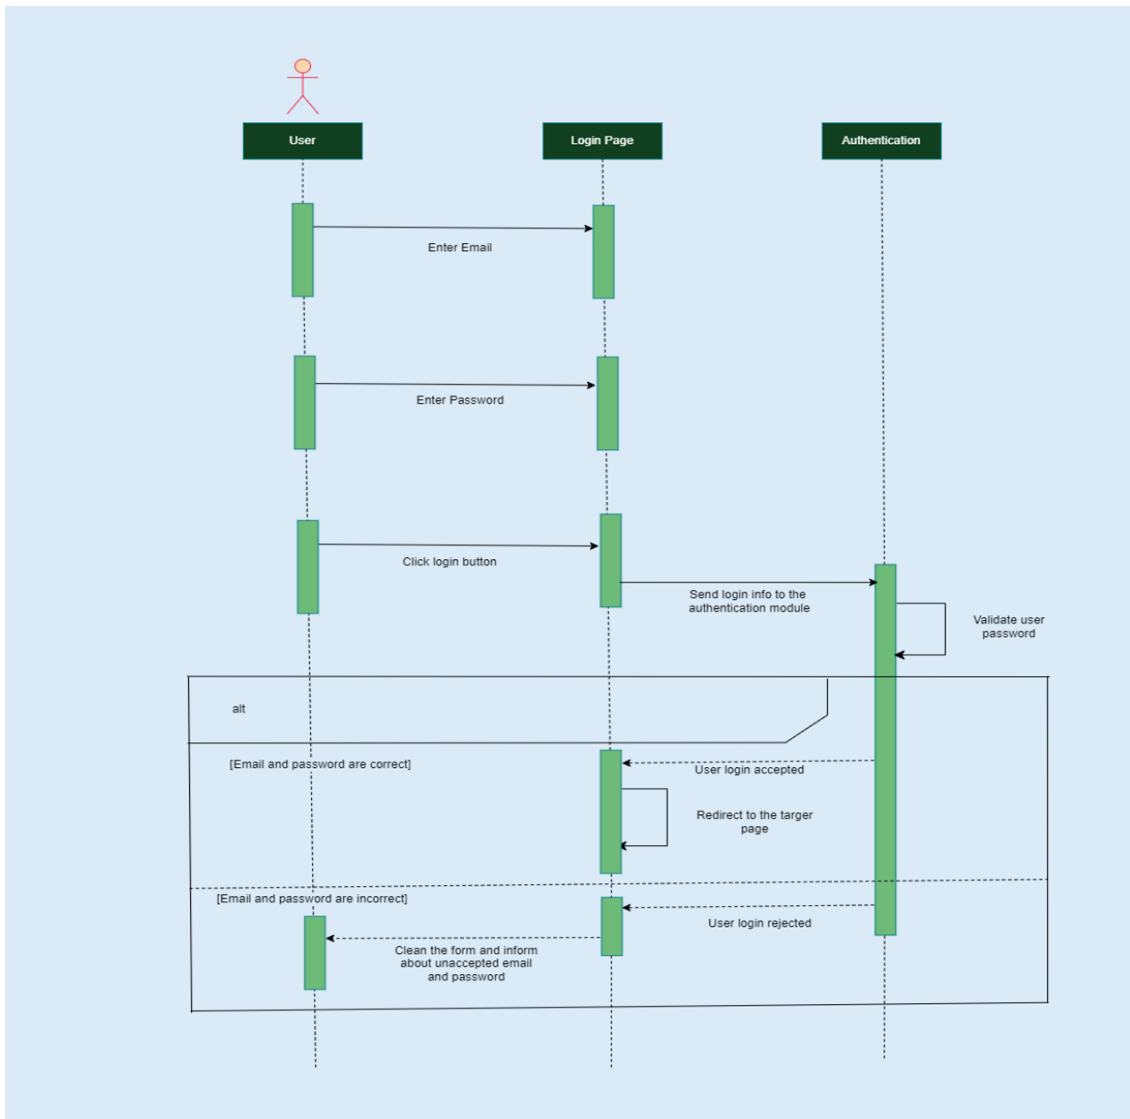 User
Login Page
Authentication
Enter Email
Enter Password
Click login button
Send login info to the
authentication module
Validate user
password
alt
[Email and password are correct]
User login accepted
Redirect to the targer
page
[Email and password are incorrect]
User login rejected
Clean the form and inform
about unaccepted email
and password